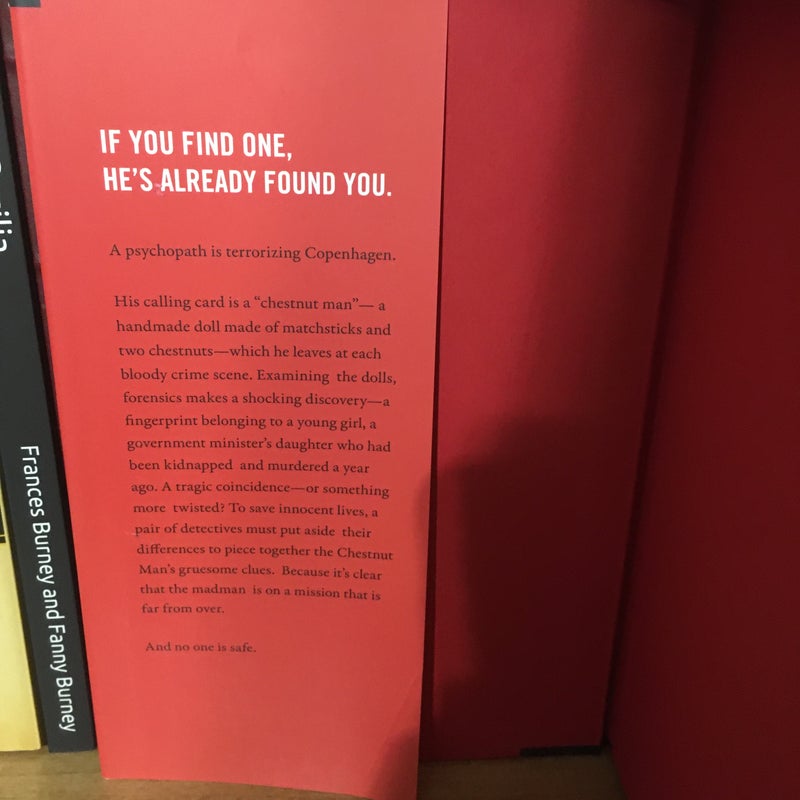 IF YOU FIND ONE,
HE'S ALREADY FOUND YOU.
A psychopath is terrorizing Copenhagen.
His calling card is a “chestnut man”— a
handmade doll made of matchsticks and
two chestnuts—which he leaves at each
bloody crime scene. Examining the dolls,
forensics makes a shocking discovery—a
fingerprint belonging to a young girl, a
government minister's daughter who had
been kidnapped and murdered a year
ago. A tragic coincidence—or something
more twisted? To save innocent lives, a
pair of detectives must put aside their
differences to piece together the Chestnut
Man's gruesome clues. Because it's clear
that the madman is on a mission that is
far from over.
And no one is safe.
Frances Burney and Fanny Burney